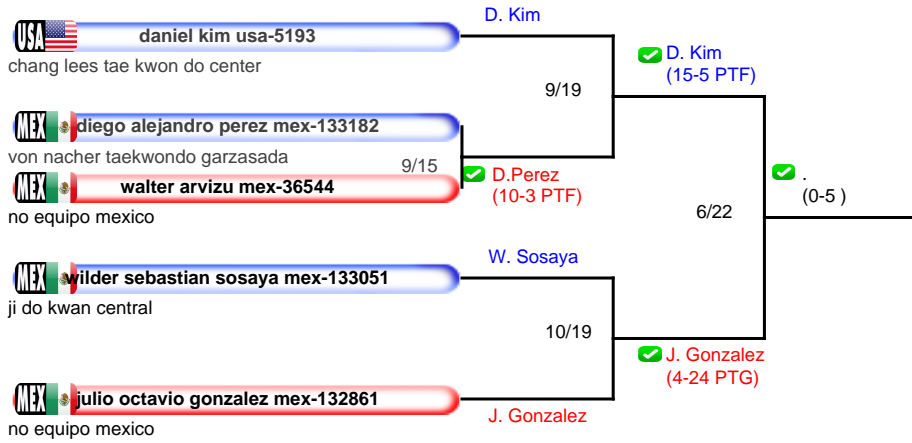 D. Kim
USA daniel kim usa-5193
chang lees tae kwon do center
D. Kim
(15-5 PTF)
9/19
MEX diego alejandro perez mex-133182
von nacher taekwondo garzasada
9/15
D.Perez
(10-3 PTF)
MEX walter arvizu mex-36544
no equipo mexico
.
(0-5 )
6/22
W. Sosaya
MEX wilder sebastian sosaya mex-133051
ji do kwan central
10/19
J. Gonzalez
(4-24 PTG)
MEX julio octavio gonzalez mex-132861
J. Gonzalez
no equipo mexico